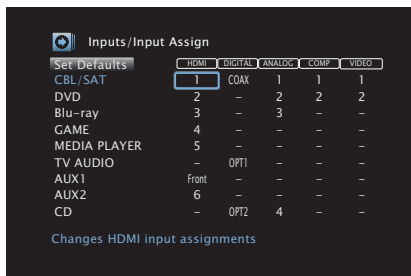 Inputs/Input Assign
Set Defaults HDMI DIGITAL ANALOG COMP VIDEO
CBL/SAT 1 COAX 1 1 1
DVD 2 – 2 2 2
Blu-ray 3 – 3 – –
GAME 4 – – – –
MEDIA PLAYER 5 – – – –
TV AUDIO – OPT1 – – –
AUX1 Front – – – –
AUX2 6 – – – –
CD – OPT2 4 – –
Changes HDMI input assignments